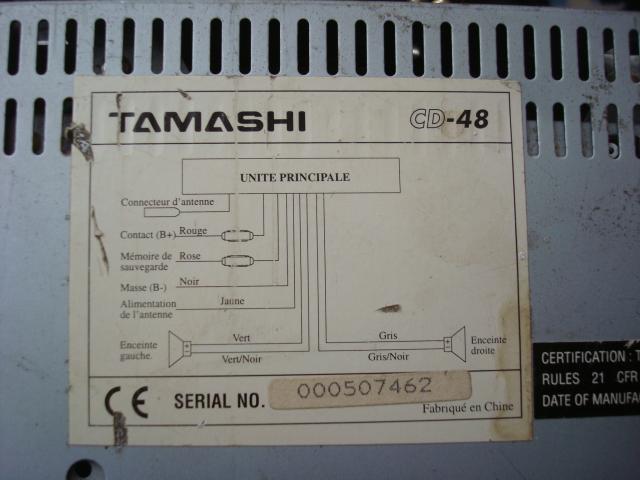 TAMASHI CD-48
UNITE PRINCIPALE
Connecteur d'antenne
Contact (B+) Rouge
Mémoire de Rose
sauvegarde
Masse (B-) Noir
Alimentation Jaune
de l'antenne
Enceinte Vert
gauche. Vert/Noir
Gris Enceinte
Gris/Noir droite
CE SERIAL NO. 000507462
Fabriqué en Chine
CERTIFICATION : T
RULES 21 CFR
DATE OF MANUFA